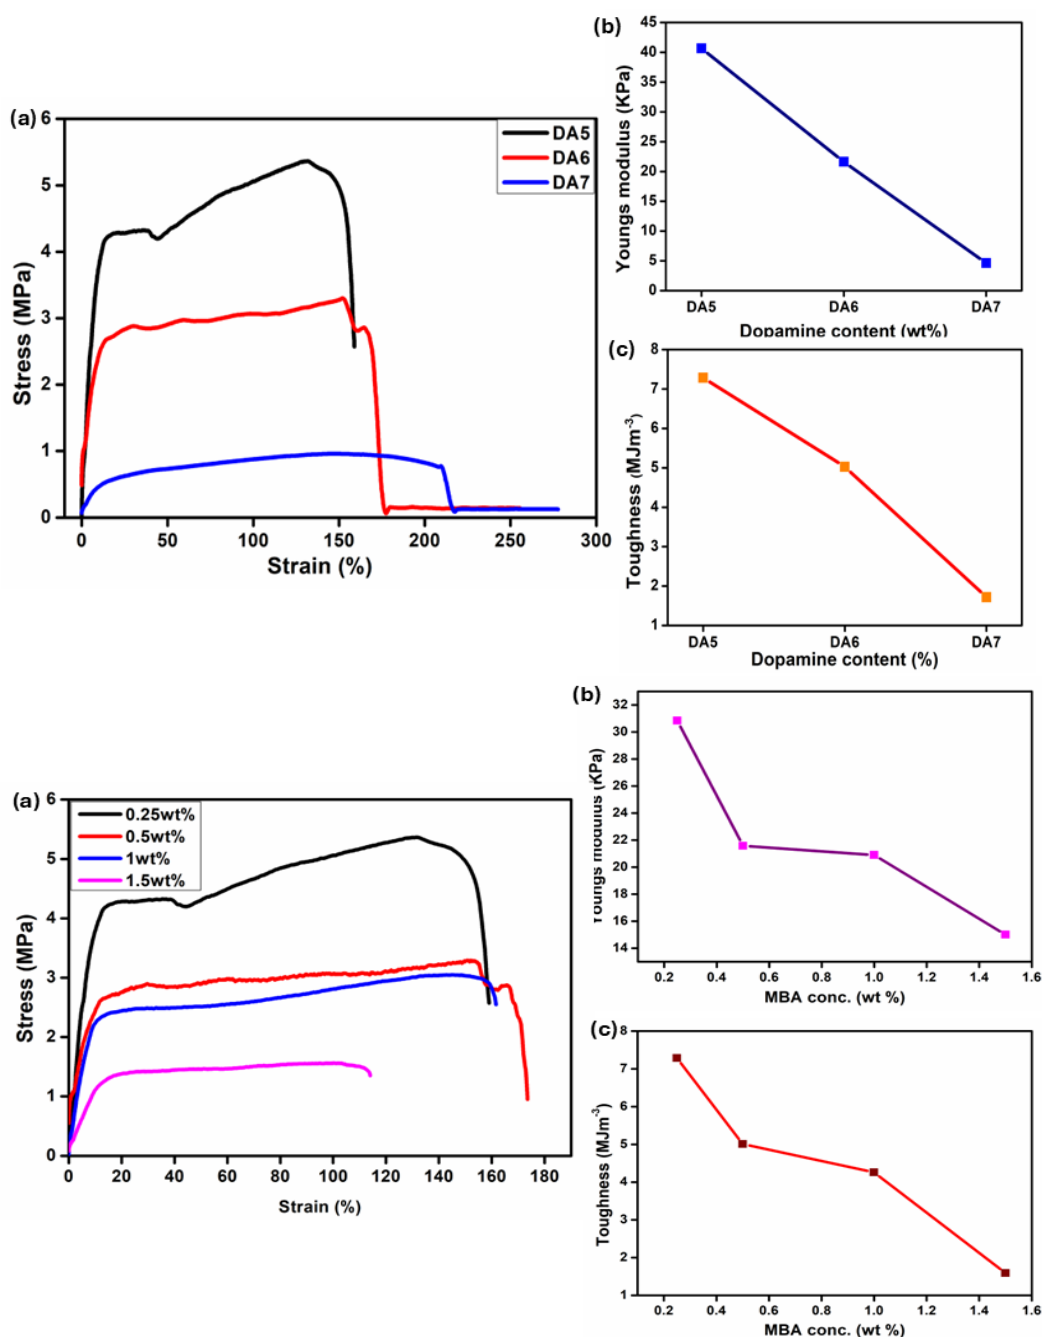 (a)
6
5
4
3
2
1
0
Stress (MPa)
DA5
DA6
DA7
0 50 100 150 200 250 300
Strain (%)
(b)
45
40
35
30
25
20
15
10
5
0
Youngs modulus (KPa)
DA5 DA6 DA7
Dopamine content (wt%)
(c)
8
7
6
5
4
3
2
1
Toughness (MJm-3)
DA5 DA6 DA7
Dopamine content (%)
(a)
6
5
4
3
2
1
0
Stress (MPa)
0.25wt%
0.5wt%
1wt%
1.5wt%
0 20 40 60 80 100 120 140 160 180
Strain (%)
(b)
32
30
28
26
24
22
20
18
16
14
Youngs modulus (KPa)
0.2 0.4 0.6 0.8 1.0 1.2 1.4 1.6
MBA conc. (wt %)
(c)
8
7
6
5
4
3
2
1
Toughness (MJm-3)
0.2 0.4 0.6 0.8 1.0 1.2 1.4 1.6
MBA conc. (wt %)